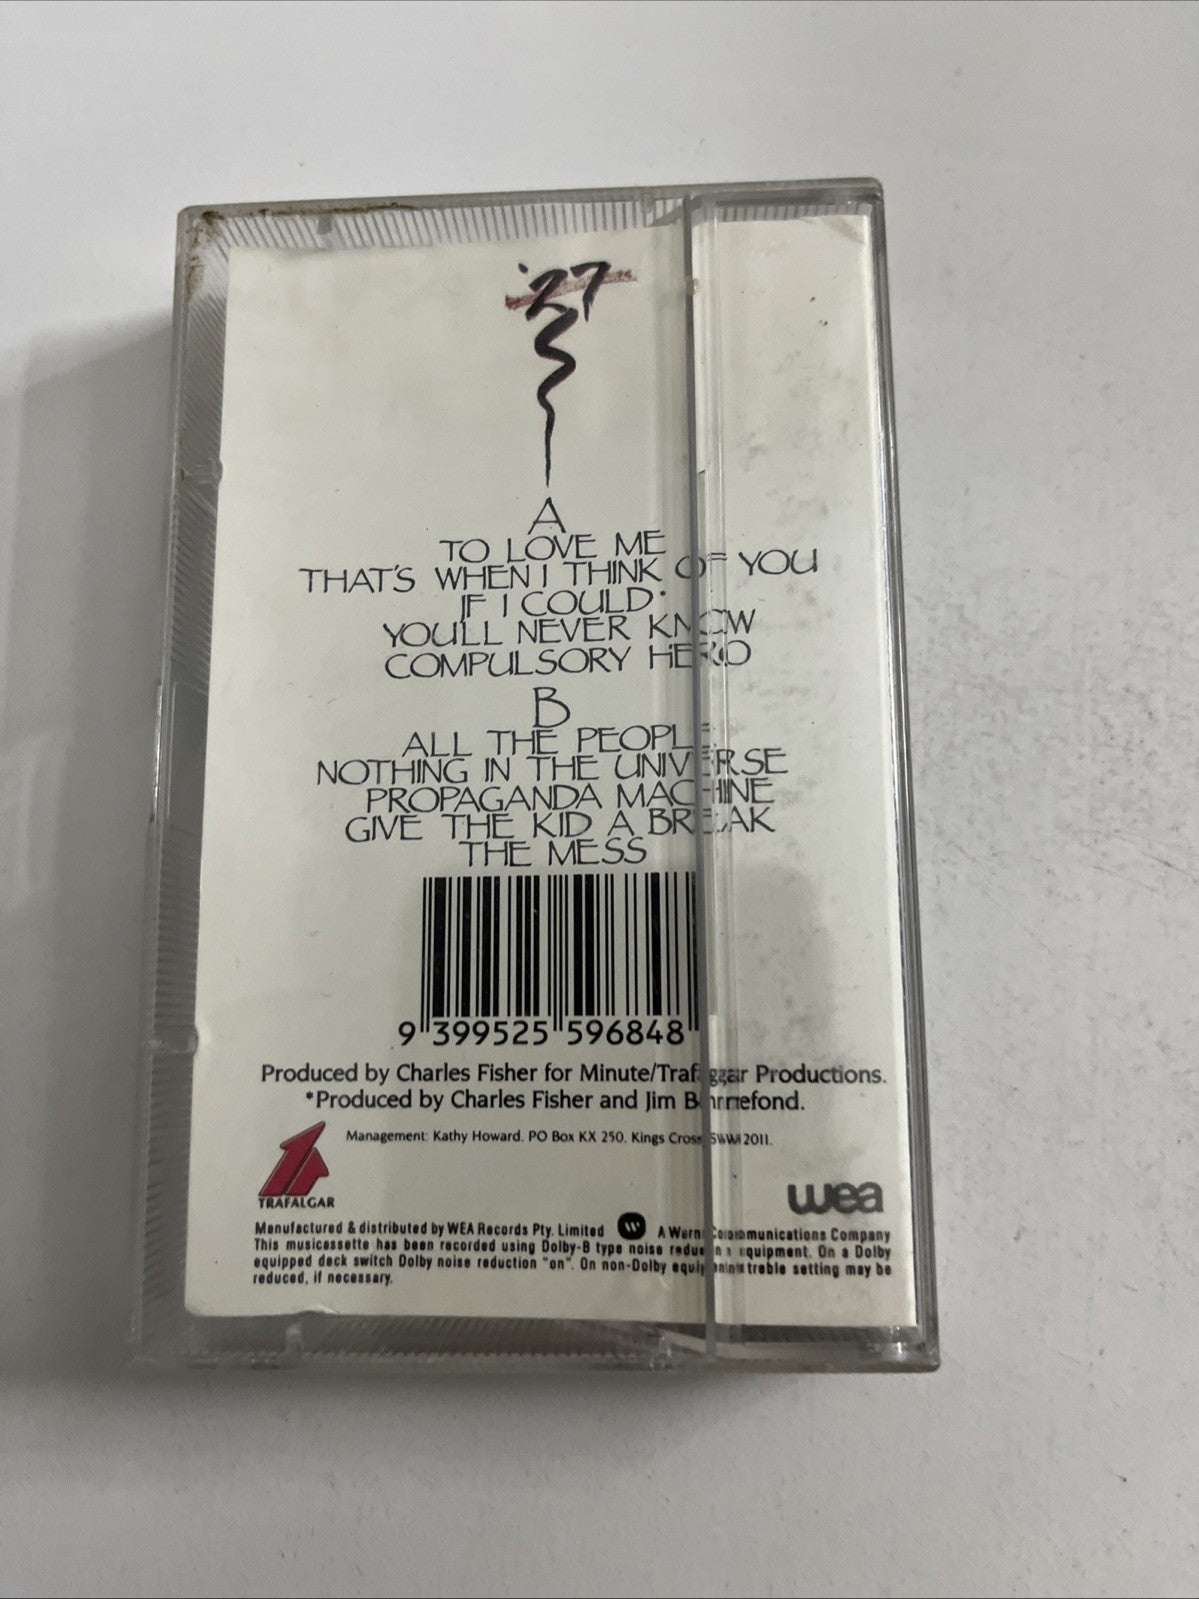 '27
A
TO LOVE ME
THAT'S WHEN I THINK OF YOU
IF I COULD*
YOU'LL NEVER KNOW
COMPULSORY HERO
B
ALL THE PEOPLE
NOTHING IN THE UNIVERSE
PROPAGANDA MACHINE
GIVE THE KID A BREAK
THE MESS
9 399525 596848
Produced by Charles Fisher for Minute/Trafalgar Productions.
*Produced by Charles Fisher and Jim Bonnefond.
Management: Kathy Howard. PO Box KX 250. Kings Cross NSW 2011.
TRAFALGAR
wea
Manufactured & distributed by WEA Records Pty. Limited A Warner Communications Company
This musicassette has been recorded using Dolby-B type noise reduction equipment. On a Dolby
equipped deck switch Dolby noise reduction "on". On non-Dolby equipment treble setting may be
reduced, if necessary.